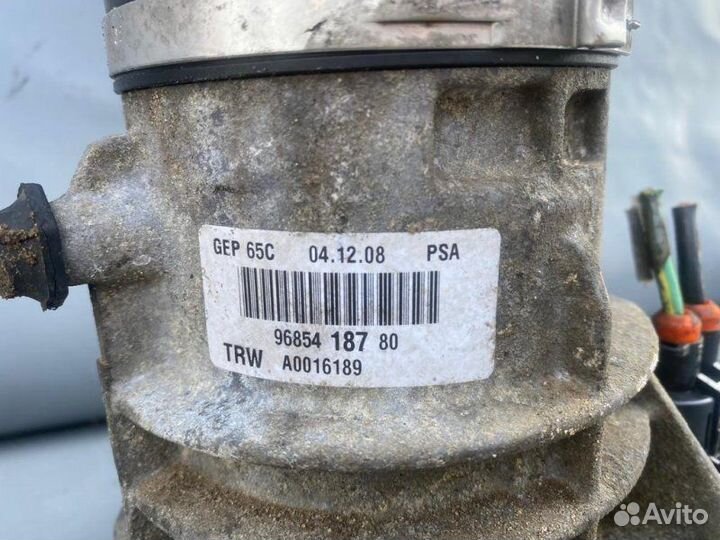 GEP 65C 04.12.08 PSA
96854 187 80
TRW A0016189
Avito